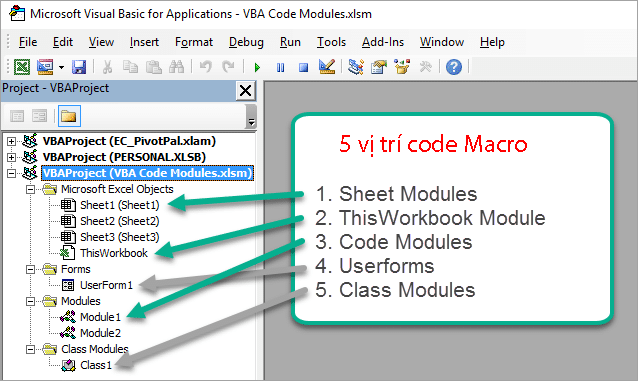 Microsoft Visual Basic for Applications - VBA Code Modules.xlsm
File Edit View Insert Format Debug Run Tools Add-Ins Window Help
Project - VBAProject
VBAProject (EC_PivotPal.xlam)
VBAProject (PERSONAL.XLSB)
VBAProject (VBA Code Modules.xlsm)
Microsoft Excel Objects
Sheet1 (Sheet1)
Sheet2 (Sheet2)
Sheet3 (Sheet3)
ThisWorkbook
Forms
UserForm1
Modules
Module1
Module2
Class Modules
Class1
5 vị trí code Macro
1. Sheet Modules
2. ThisWorkbook Module
3. Code Modules
4. Userforms
5. Class Modules